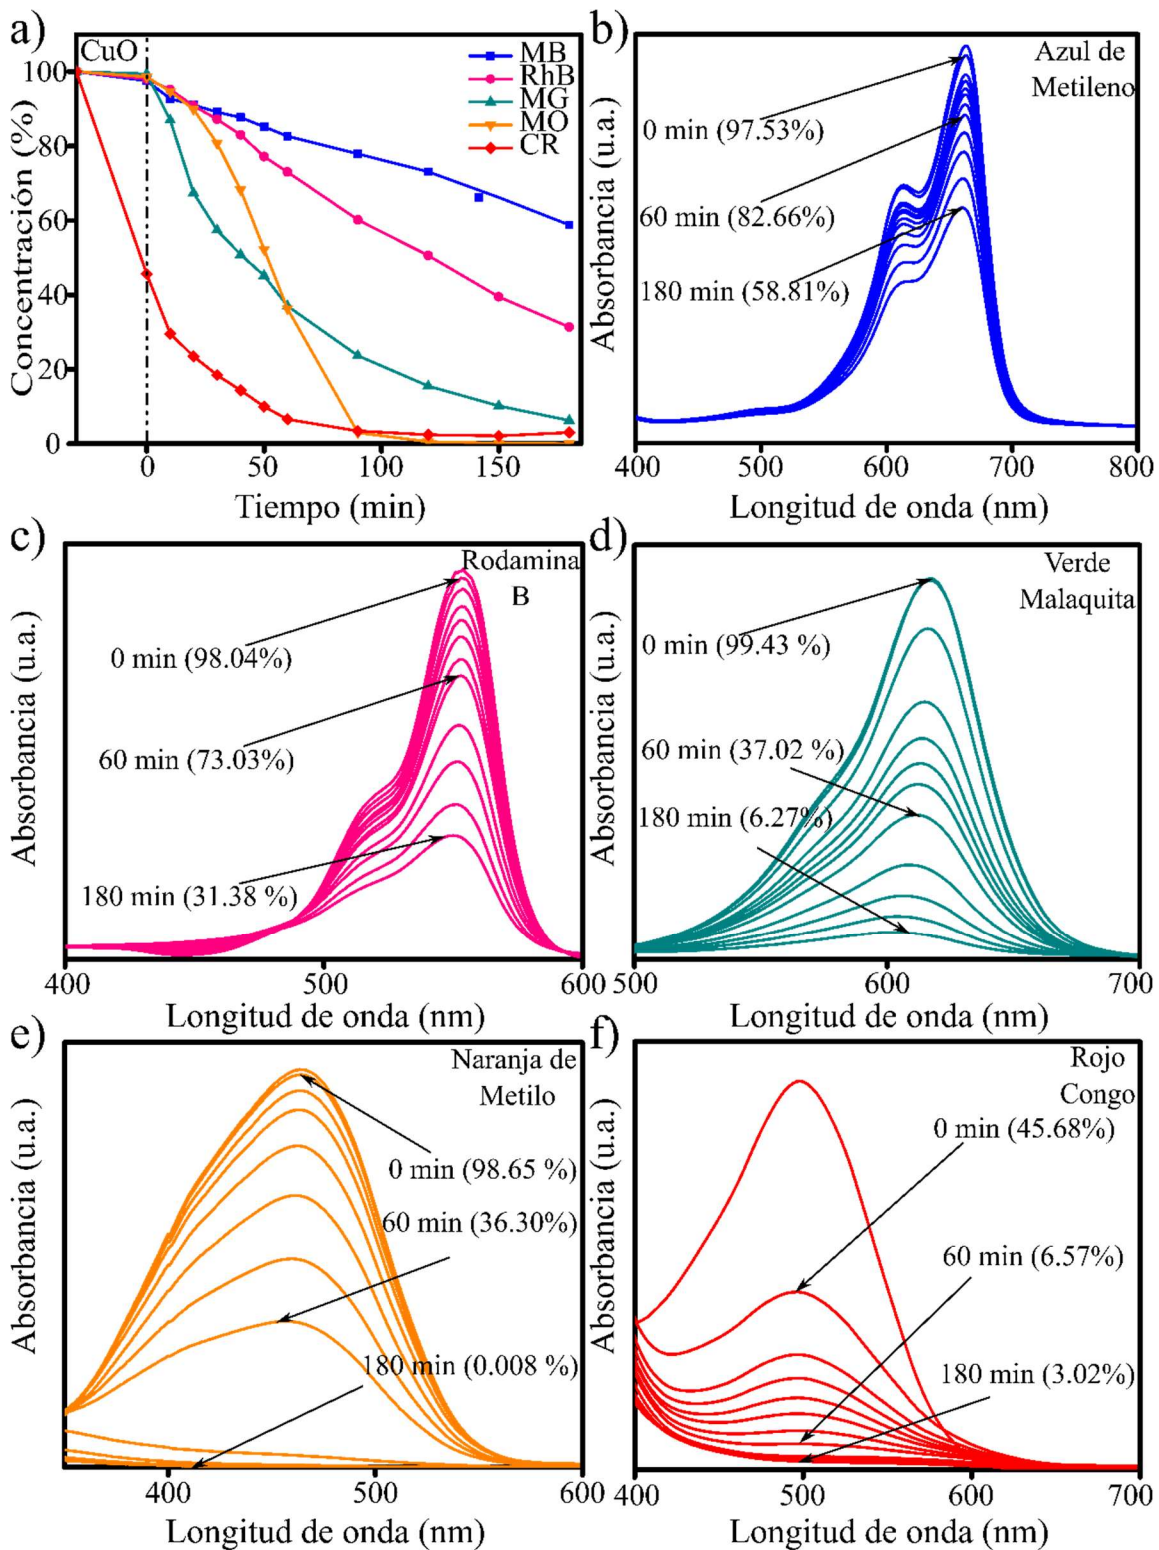 a)
CuO
MB
RhB
MG
MO
CR
Concentración (%)
100
80
60
40
20
0
0
50
100
150
Tiempo (min)
b)
Azul de
Metileno
0 min (97.53%)
60 min (82.66%)
180 min (58.81%)
Absorbancia (u.a.)
400
500
600
700
800
Longitud de onda (nm)
c)
Rodamina
B
0 min (98.04%)
60 min (73.03%)
180 min (31.38 %)
Absorbancia (u.a.)
400
500
600
Longitud de onda (nm)
d)
Verde
Malaquita
0 min (99.43 %)
60 min (37.02 %)
180 min (6.27%)
Absorbancia (u.a.)
500
600
700
Longitud de onda (nm)
e)
Naranja de
Metilo
0 min (98.65 %)
60 min (36.30%)
180 min (0.008 %)
Absorbancia (u.a.)
400
500
600
Longitud de onda (nm)
f)
Rojo
Congo
0 min (45.68%)
60 min (6.57%)
180 min (3.02%)
Absorbancia (u.a.)
400
500
600
700
Longitud de onda (nm)